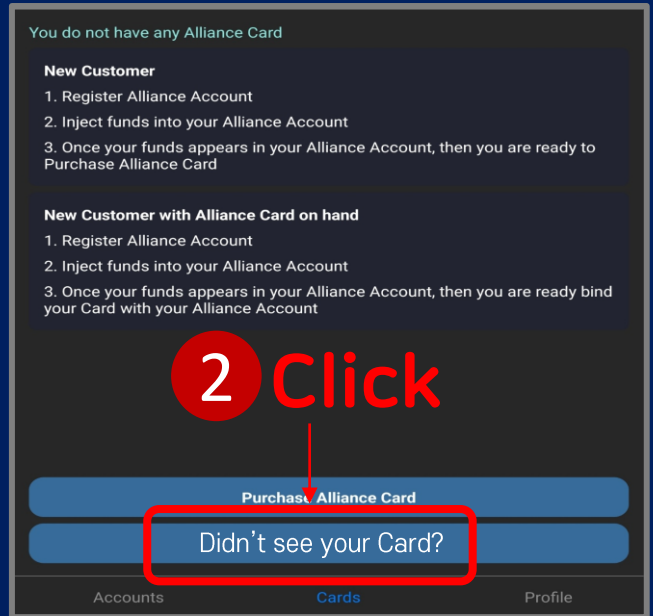 You do not have any Alliance Card
New Customer
1. Register Alliance Account
2. Inject funds into your Alliance Account
3. Once your funds appears in your Alliance Account, then you are ready to
Purchase Alliance Card
New Customer with Alliance Card on hand
1. Register Alliance Account
2. Inject funds into your Alliance Account
3. Once your funds appears in your Alliance Account, then you are ready bind
your Card with your Alliance Account
2 Click
Purchase Alliance Card
Didn't see your Card?
Accounts Cards Profile